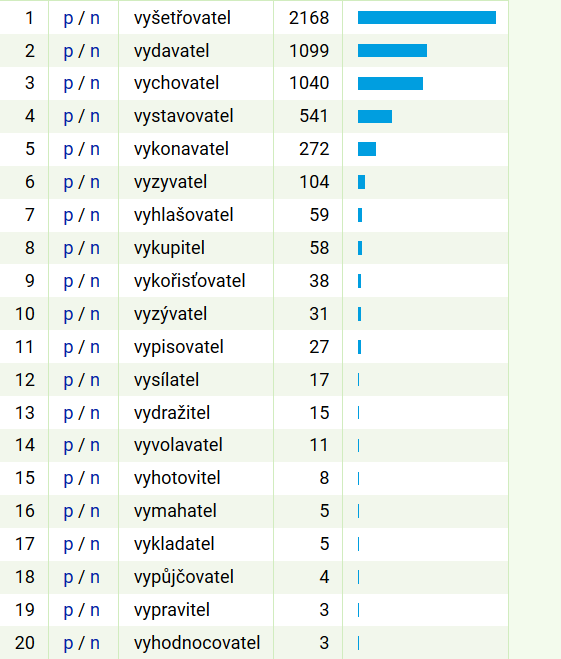 1 p / n vyšetřovatel 2168
2 p / n vydavatel 1099
3 p / n vychovatel 1040
4 p / n vystavovatel 541
5 p / n vykonavatel 272
6 p / n vyzyvatel 104
7 p / n vyhlašovatel 59
8 p / n vykupitel 58
9 p / n vykořisťovatel 38
10 p / n vyzývatel 31
11 p / n vypisovatel 27
12 p / n vysílatel 17
13 p / n vydražitel 15
14 p / n vyvolavatel 11
15 p / n vyhotovitel 8
16 p / n vymahatel 5
17 p / n vykladatel 5
18 p / n vypůjčovatel 4
19 p / n vypravitel 3
20 p / n vyhodnocovatel 3